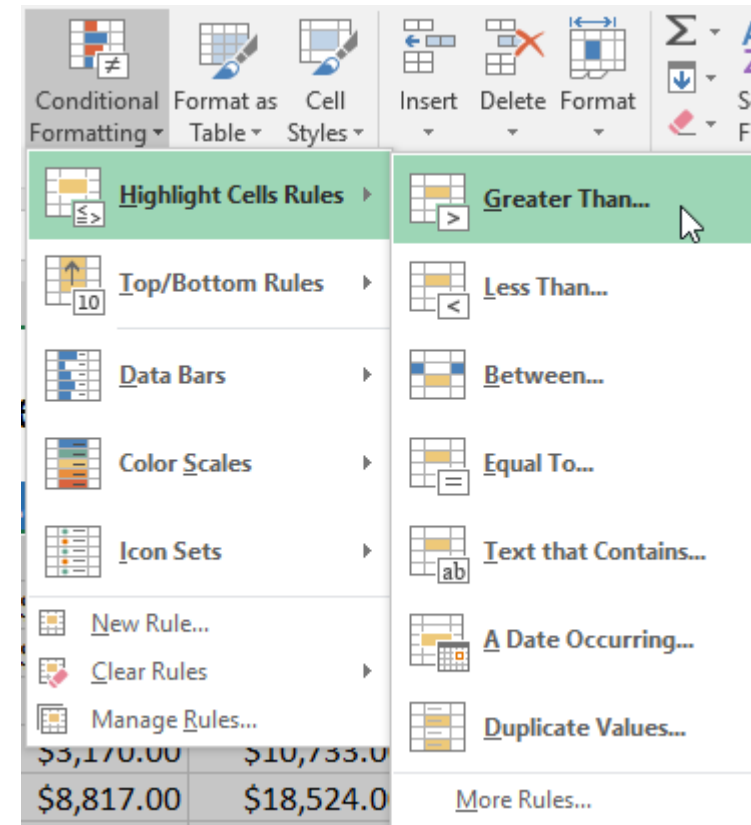 Conditional Formatting
Format as Table
Cell Styles
Insert
Delete
Format
Σ
Highlight Cells Rules
Top/Bottom Rules
10
Data Bars
Color Scales
Icon Sets
New Rule...
Clear Rules
Manage Rules...
Greater Than...
Less Than...
Between...
Equal To...
Text that Contains...
ab
A Date Occurring...
Duplicate Values...
More Rules...
$3,170.00 $10,733.0
$8,817.00 $18,524.0